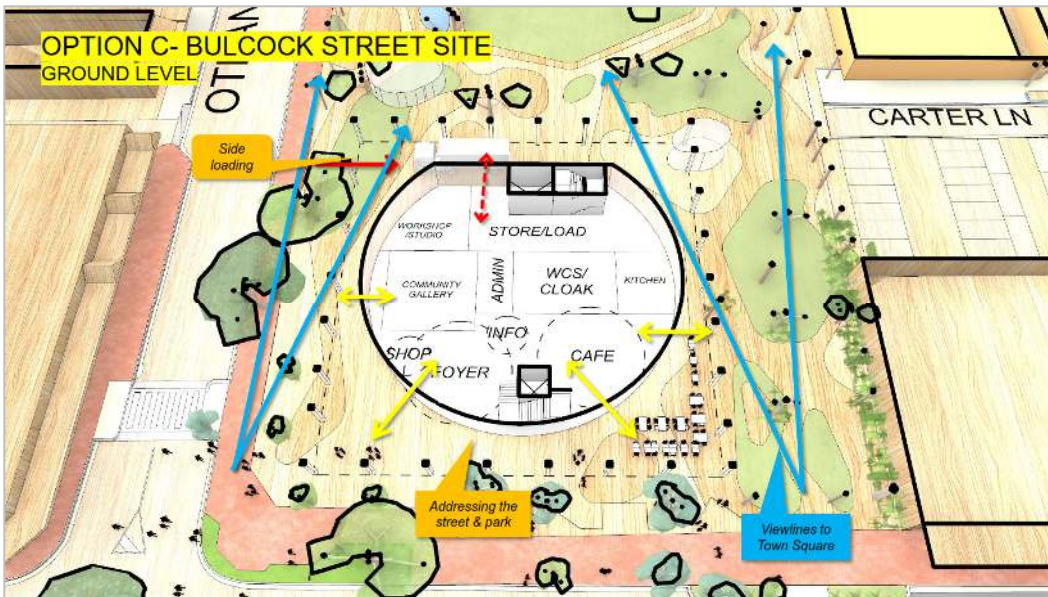 OPTION C- BULCOCK STREET SITE
GROUND LEVEL
CARTER LN
Side
loading
WORKSHOP
/STUDIO
STORE/LOAD
COMMUNITY
GALLERY
ADMIN
WCS/
CLOAK
KITCHEN
INFO
SHOP
FOYER
CAFE
Addressing the
street & park
Viewlines to
Town Square